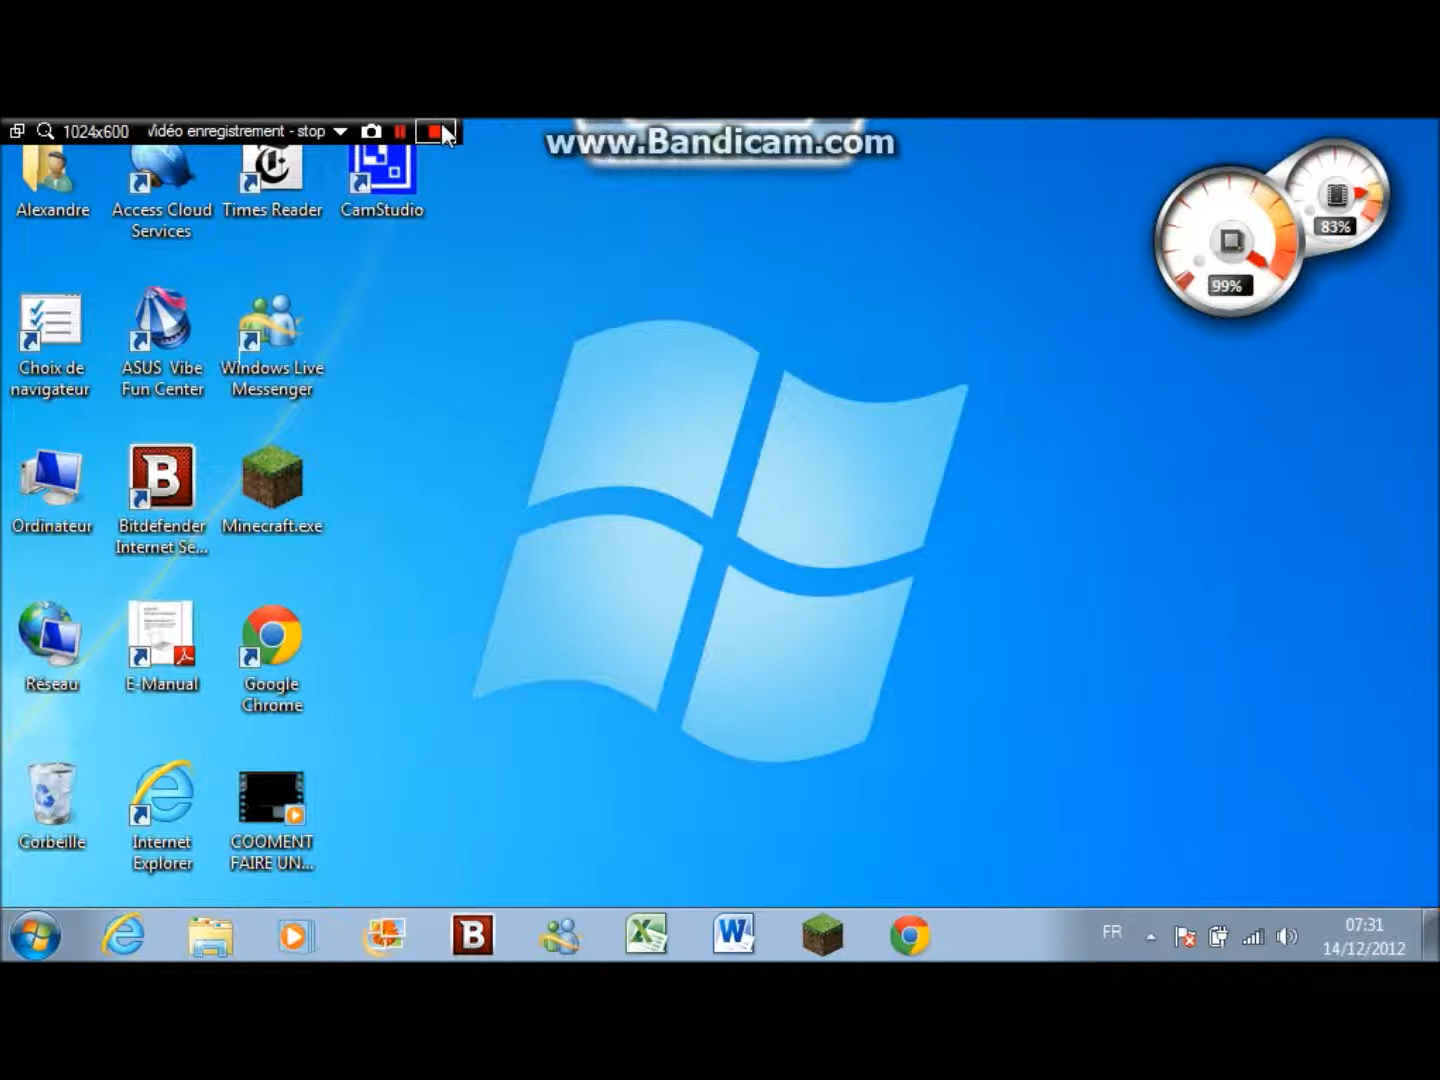 1024x600 Vidéo enregistrement - stop
www.Bandicam.com
Alexandre
Access Cloud
Services
Times Reader
CamStudio
83%
99%
Choix de
navigateur
ASUS Vibe
Fun Center
Windows Live
Messenger
Ordinateur
Bitdefender
Internet Se...
Minecraft.exe
Réseau
E-Manual
Google
Chrome
Corbeille
Internet
Explorer
COOMENT
FAIRE UN...
FR
07:31
14/12/2012